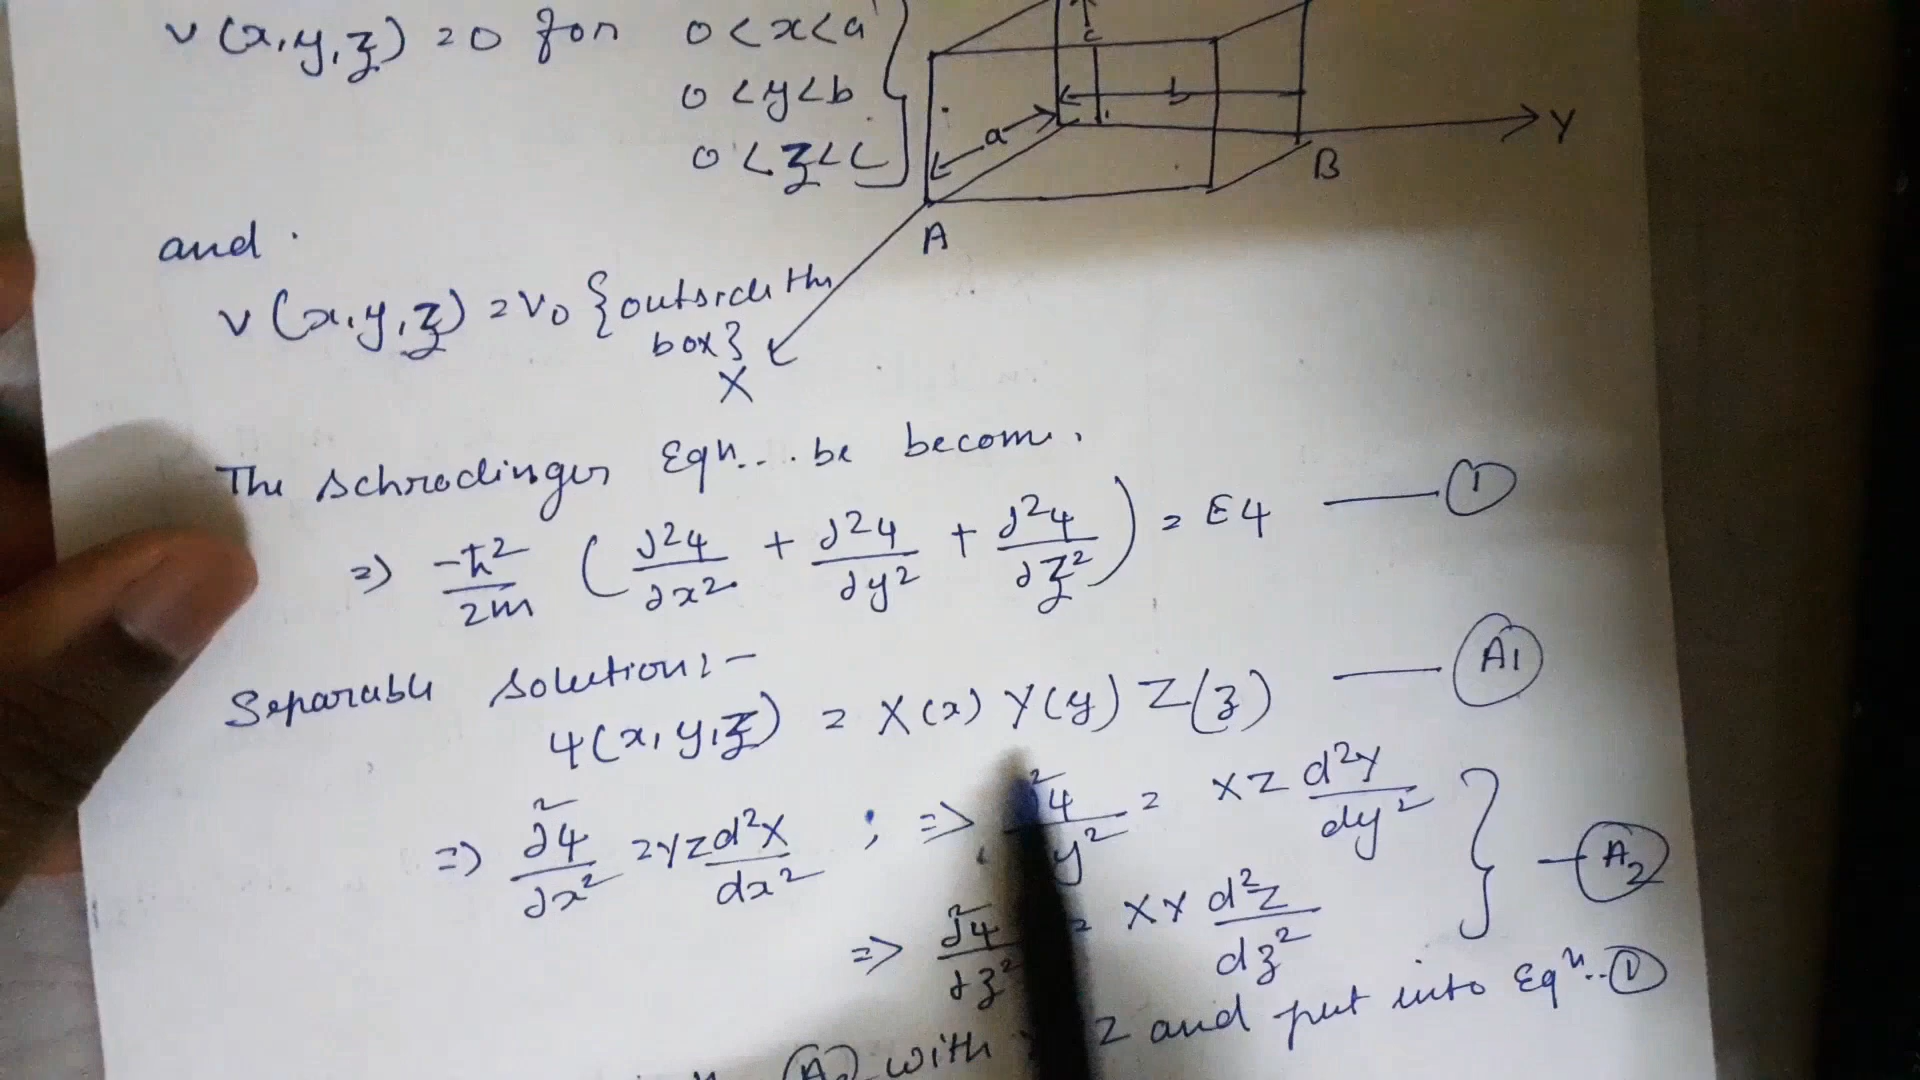 v(x,y,z) = 0 for 0<x<a
0<y<b
0<z<c
c
b
a
Y
B
A
and
v(x,y,z) = v0 {outside the
box}
X
The schrodinger Eqn... be become.
=> -ħ²/2m (∂²ψ/∂x² + ∂²ψ/∂y² + ∂²ψ/∂z²) = Eψ — ①
Separable solution:-
ψ(x,y,z) = X(x) Y(y) Z(z) — A1
=> ∂²ψ/∂x² = YZ d²X/dx² ; => ²ψ/y² = XZ d²Y/dy²
=> ∂²ψ/∂z² = XY d²Z/dz² } — A2
with Z and put into Eqn.. ①